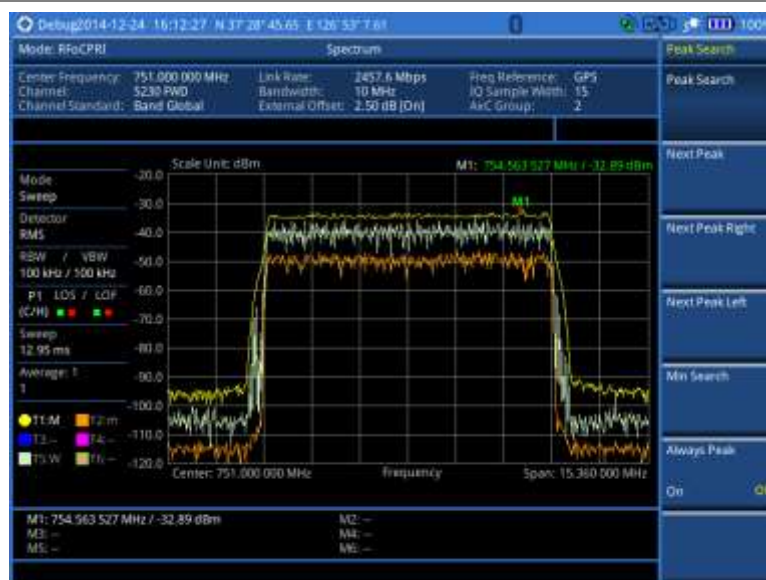 Debug2014-12-24 16:12:27 N 37° 28' 45.65 E 126° 53' 7.61
100%
Mode: RFoCPRI Spectrum Peak Search
Center Frequency: 751.000 000 MHz Link Rate: 2457.6 Mbps Freq Reference: GPS
Channel: 5230 FWD Bandwidth: 10 MHz IQ Sample Width: 15
Channel Standard: Band Global External Offset: 2.50 dB [On] AxC Group: 2
Peak Search
Next Peak
Next Peak Right
Next Peak Left
Min Search
Always Peak
On
Scale Unit: dBm M1: 754.563 527 MHz / -32.89 dBm
Mode
Sweep
Detector
RMS
RBW / VBW
100 kHz / 100 kHz
P1 LOS / LOF
(C/H)
Sweep
12.95 ms
Average: 1
1
T1:M T2:m
T3:-- T4:--
T5:W T6:--
-20.0
-30.0
-40.0
-50.0
-60.0
-70.0
-80.0
-90.0
-100.0
-110.0
-120.0
M1
Center: 751.000 000 MHz Frequency Span: 15.360 000 MHz
M1: 754.563 527 MHz / -32.89 dBm M2: --
M3: -- M4: --
M5: -- M6: --